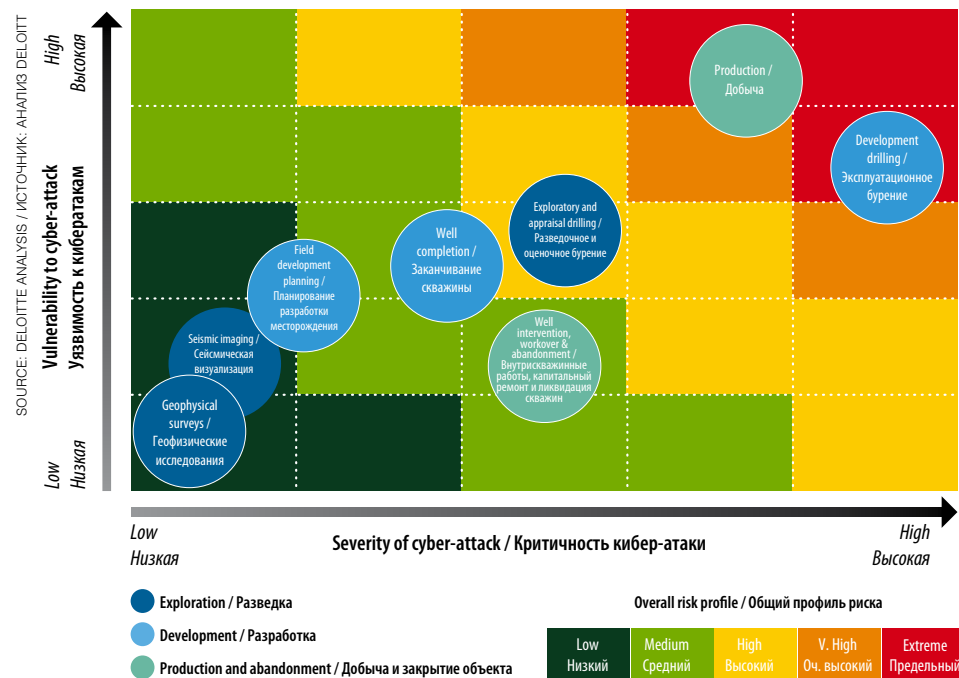 SOURCE: DELOITTE ANALYSIS / ИСТОЧНИК: АНАЛИЗ DELOITT
Vulnerability to cyber-attack
Уязвимость к кибератакам
High
Высокая
Low
Низкая
Production /
Добыча
Development
drilling /
Эксплуатационное
бурение
Exploratory and
appraisal drilling /
Разведочное и
оценочное бурение
Well
completion /
Заканчивание
скважины
Field
development
planning /
Планирование
разработки
месторождения
Seismic imaging /
Сейсмическая
визуализация
Well
intervention,
workover &
abandonment /
Внутрискважинные
работы, капитальный
ремонт и ликвидация
скважин
Geophysical
surveys /
Геофизические
исследования
Low
Низкая
Severity of cyber-attack / Критичность кибер-атаки
High
Высокая
Exploration / Разведка
Development / Разработка
Production and abandonment / Добыча и закрытие объекта
Overall risk profile / Общий профиль риска
Low
Низкий
Medium
Средний
High
Высокий
V. High
Оч. высокий
Extreme
Предельный